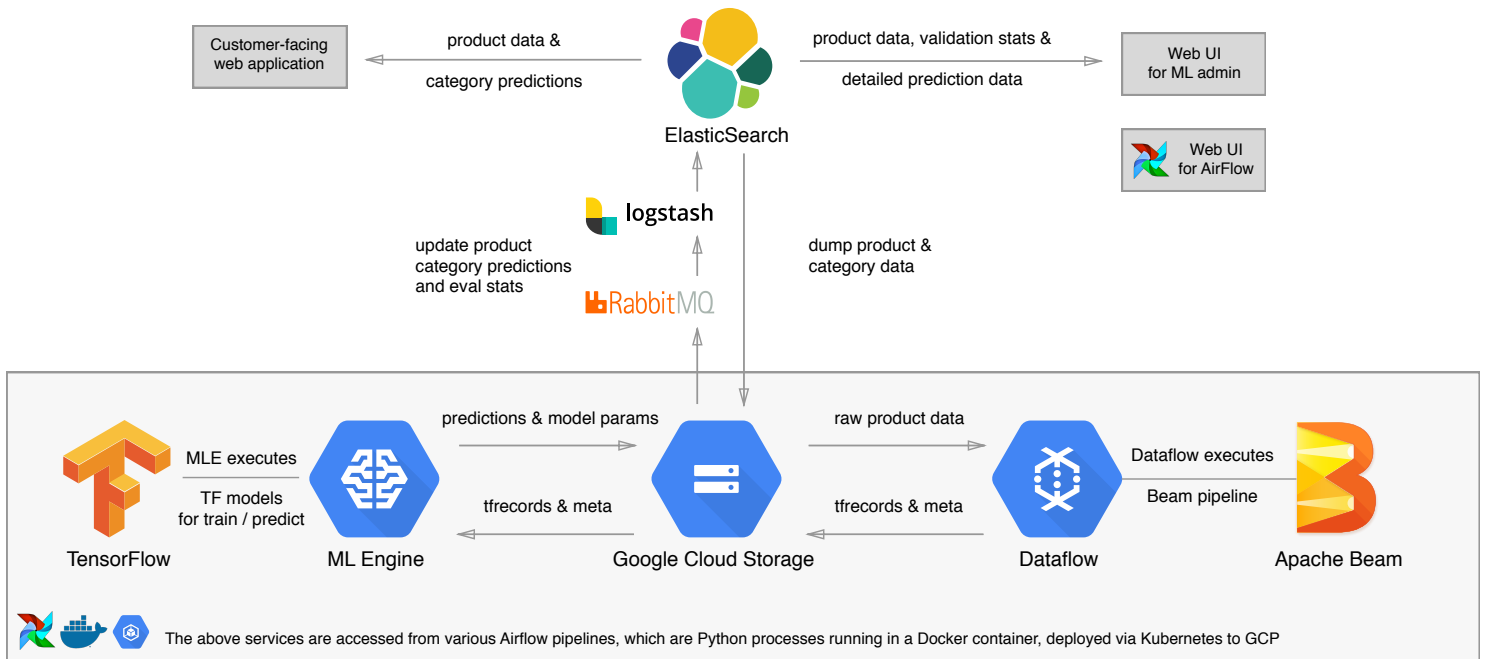 Customer-facing
web application
product data &
category predictions
ElasticSearch
product data, validation stats &
detailed prediction data
Web UI
for ML admin
Web UI
for AirFlow
logstash
update product
category predictions
and eval stats
RabbitMQ
dump product &
category data
TensorFlow
MLE executes
TF models
for train / predict
ML Engine
predictions & model params
tfrecords & meta
Google Cloud Storage
raw product data
tfrecords & meta
Dataflow
Dataflow executes
Beam pipeline
Apache Beam
The above services are accessed from various Airflow pipelines, which are Python processes running in a Docker container, deployed via Kubernetes to GCP